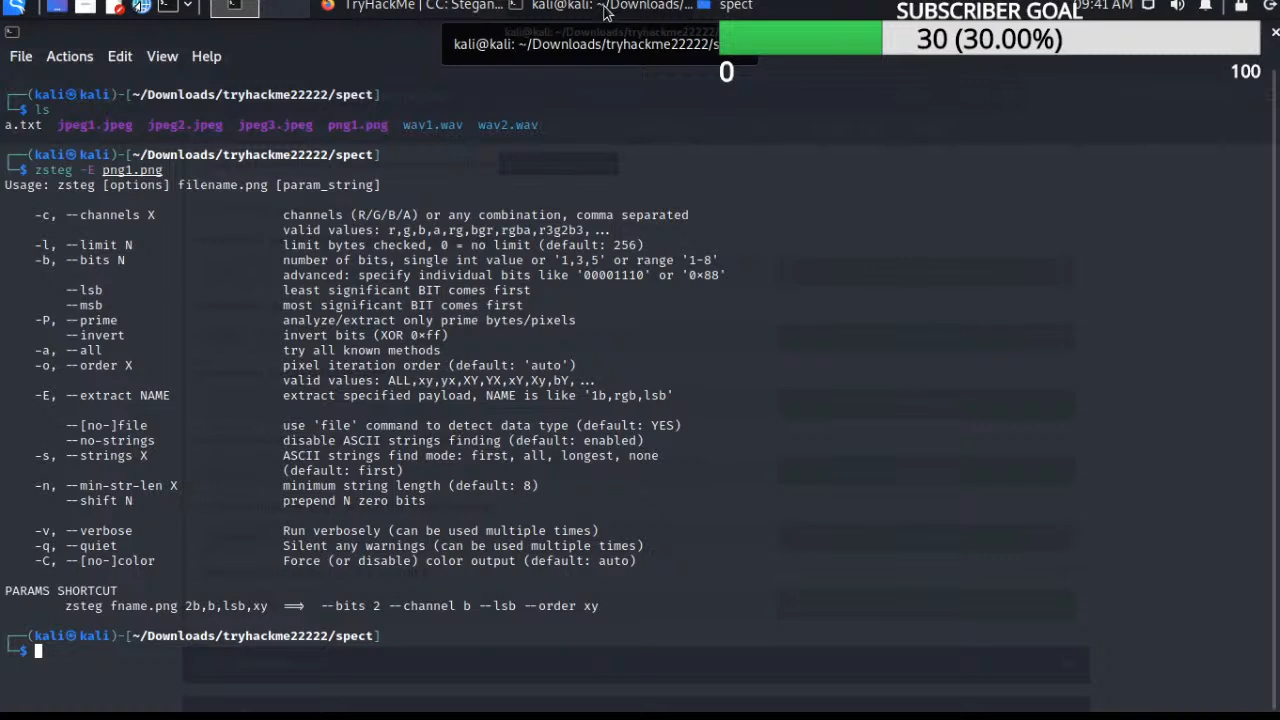 TryHackMe | CC: Stegan... kali@kali: ~/Downloads/... spect 09:41 AM
SUBSCRIBER GOAL
30 (30.00%)
0 100
kali@kali: ~/Downloads/tryhackme22222/s
File Actions Edit View Help
┌──(kali㉿kali)-[~/Downloads/tryhackme22222/spect]
└─$ ls
a.txt jpeg1.jpeg jpeg2.jpeg jpeg3.jpeg png1.png wav1.wav wav2.wav
┌──(kali㉿kali)-[~/Downloads/tryhackme22222/spect]
└─$ zsteg -E png1.png
Usage: zsteg [options] filename.png [param_string]
-c, --channels X channels (R/G/B/A) or any combination, comma separated
valid values: r,g,b,a,rg,bgr,rgba,r3g2b3,...
-l, --limit N limit bytes checked, 0 = no limit (default: 256)
-b, --bits N number of bits, single int value or '1,3,5' or range '1-8'
advanced: specify individual bits like '00001110' or '0×88'
--lsb least significant BIT comes first
--msb most significant BIT comes first
-P, --prime analyze/extract only prime bytes/pixels
--invert invert bits (XOR 0×ff)
-a, --all try all known methods
-o, --order X pixel iteration order (default: 'auto')
valid values: ALL,xy,yx,XY,YX,xY,Xy,bY,...
-E, --extract NAME extract specified payload, NAME is like '1b,rgb,lsb'
--[no-]file use 'file' command to detect data type (default: YES)
--no-strings disable ASCII strings finding (default: enabled)
-s, --strings X ASCII strings find mode: first, all, longest, none
(default: first)
-n, --min-str-len X minimum string length (default: 8)
--shift N prepend N zero bits
-v, --verbose Run verbosely (can be used multiple times)
-q, --quiet Silent any warnings (can be used multiple times)
-C, --[no-]color Force (or disable) color output (default: auto)
PARAMS SHORTCUT
zsteg fname.png 2b,b,lsb,xy ⟹ --bits 2 --channel b --lsb --order xy
┌──(kali㉿kali)-[~/Downloads/tryhackme22222/spect]
└─$